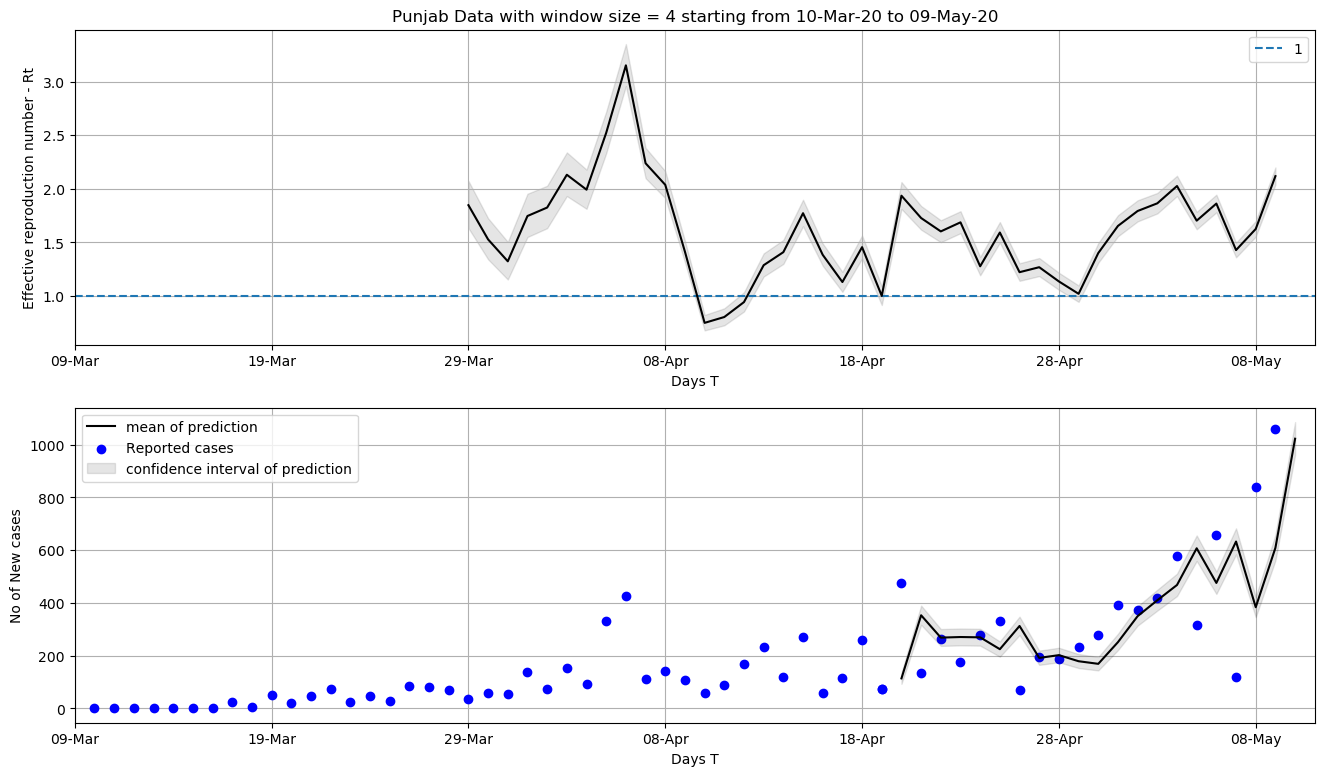 Punjab Data with window size = 4 starting from 10-Mar-20 to 09-May-20
Effective reproduction number - Rt
3.0
2.5
2.0
1.5
1.0
1
09-Mar 19-Mar 29-Mar 08-Apr 18-Apr 28-Apr 08-May
Days T
No of New cases
1000
800
600
400
200
0
mean of prediction
Reported cases
confidence interval of prediction
09-Mar 19-Mar 29-Mar 08-Apr 18-Apr 28-Apr 08-May
Days T